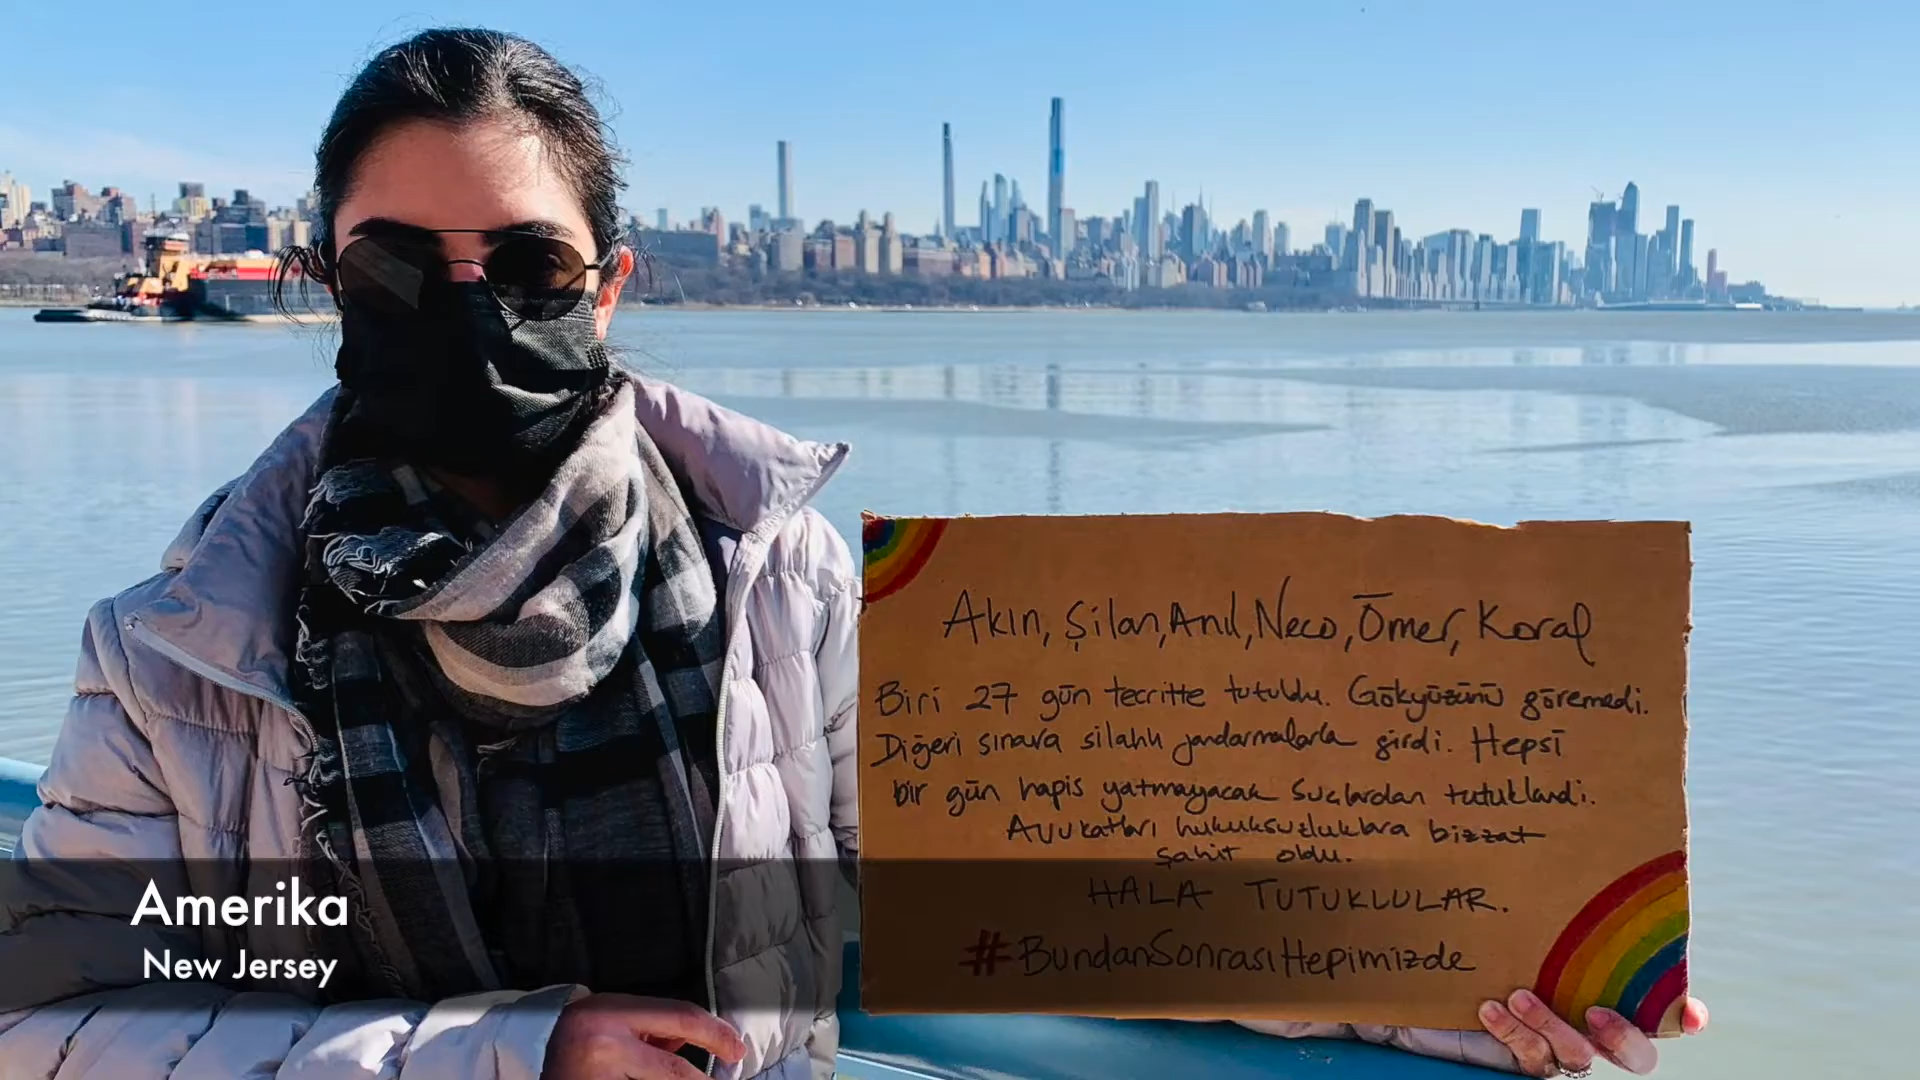 Akın, Şilan, Anıl, Neco, Ömer, Koral
Biri 27 gün tecritte tutuldu. Gökyüzünü göremedi.
Diğeri sınava silahlı jandarmalarla girdi. Hepsi
bir gün hapis yatmayacak suçlardan tutuklandı.
Avukatları hukuksuzluklara bizzat
şahit oldu.
HALA TUTUKLULAR.
#BundanSonrasıHepimizde
Amerika
New Jersey